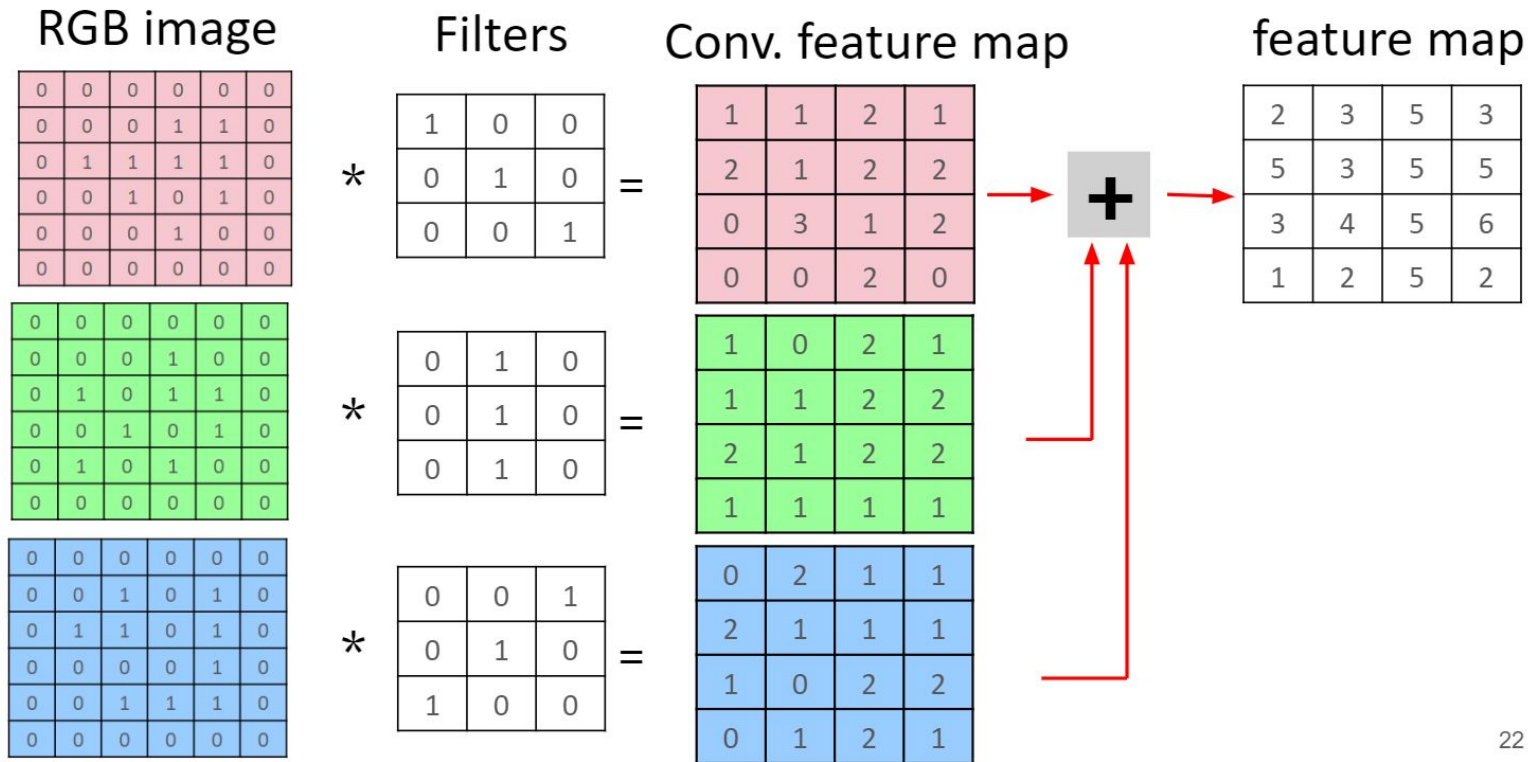 RGB image
0 0 0 0 0 0
0 0 0 1 1 0
0 1 1 1 1 0
0 0 1 0 1 0
0 0 0 1 0 0
0 0 0 0 0 0
0 0 0 0 0 0
0 0 0 1 0 0
0 1 0 1 1 0
0 0 1 0 1 0
0 1 0 1 0 0
0 0 0 0 0 0
0 0 0 0 0 0
0 0 1 0 1 0
0 1 1 0 1 0
0 0 0 0 1 0
0 0 1 1 1 0
0 0 0 0 0 0
*
*
*
Filters
1 0 0
0 1 0
0 0 1
0 1 0
0 1 0
0 1 0
0 0 1
0 1 0
1 0 0
=
=
=
Conv. feature map
1 1 2 1
2 1 2 2
0 3 1 2
0 0 2 0
1 0 2 1
1 1 2 2
2 1 2 2
1 1 1 1
0 2 1 1
2 1 1 1
1 0 2 2
0 1 2 1
+
feature map
2 3 5 3
5 3 5 5
3 4 5 6
1 2 5 2
22